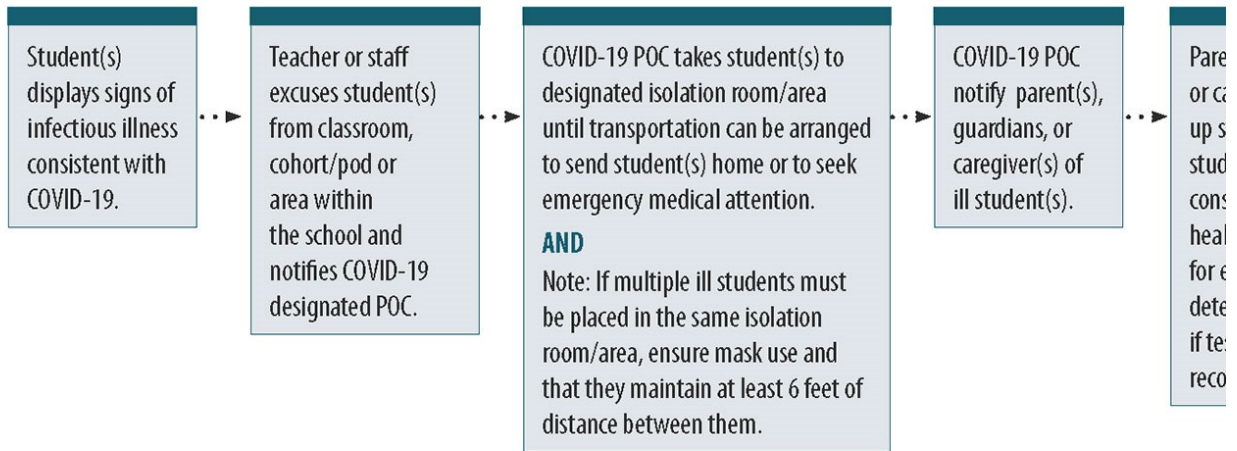 Student(s)
displays signs of
infectious illness
consistent with
COVID-19.
Teacher or staff
excuses student(s)
from classroom,
cohort/pod or
area within
the school and
notifies COVID-19
designated POC.
COVID-19 POC takes student(s) to
designated isolation room/area
until transportation can be arranged
to send student(s) home or to seek
emergency medical attention.
AND
Note: If multiple ill students must
be placed in the same isolation
room/area, ensure mask use and
that they maintain at least 6 feet of
distance between them.
COVID-19 POC
notify parent(s),
guardians, or
caregiver(s) of
ill student(s).
or
up
for
if